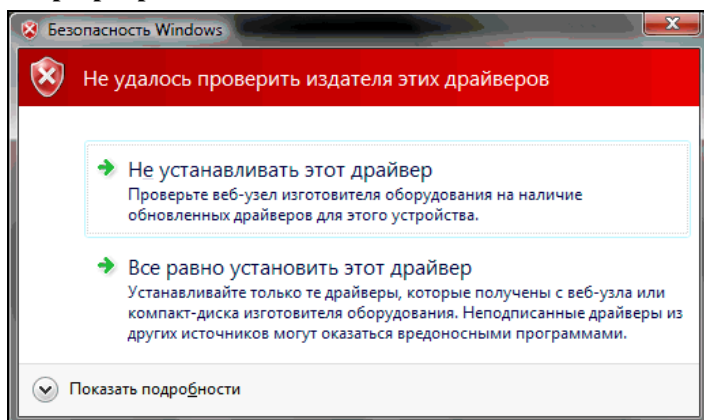 Безопасность Windows
Не удалось проверить издателя этих драйверов
Не устанавливать этот драйвер
Проверьте веб-узел изготовителя оборудования на наличие
обновленных драйверов для этого устройства.
Все равно установить этот драйвер
Устанавливайте только те драйверы, которые получены с веб-узла или
компакт-диска изготовителя оборудования. Неподписанные драйверы из
других источников могут оказаться вредоносными программами.
Показать подробности